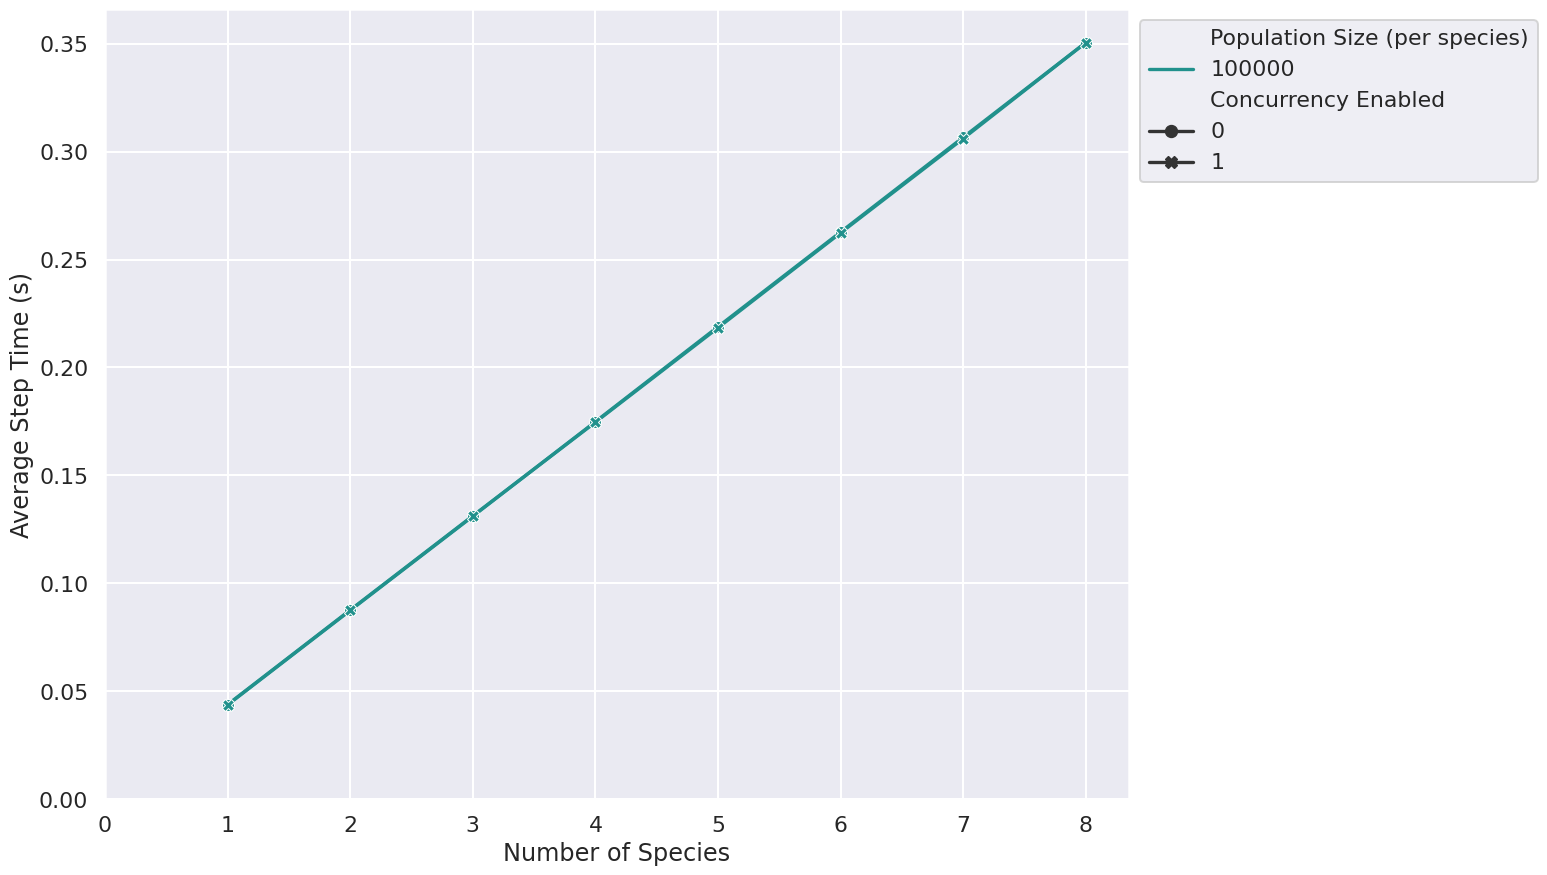 0.35
0.30
0.25
0.20
0.15
0.10
0.05
0.00
0 1 2 3 4 5 6 7 8
Number of Species
Average Step Time (s)
Population Size (per species)
100000
Concurrency Enabled
0
1